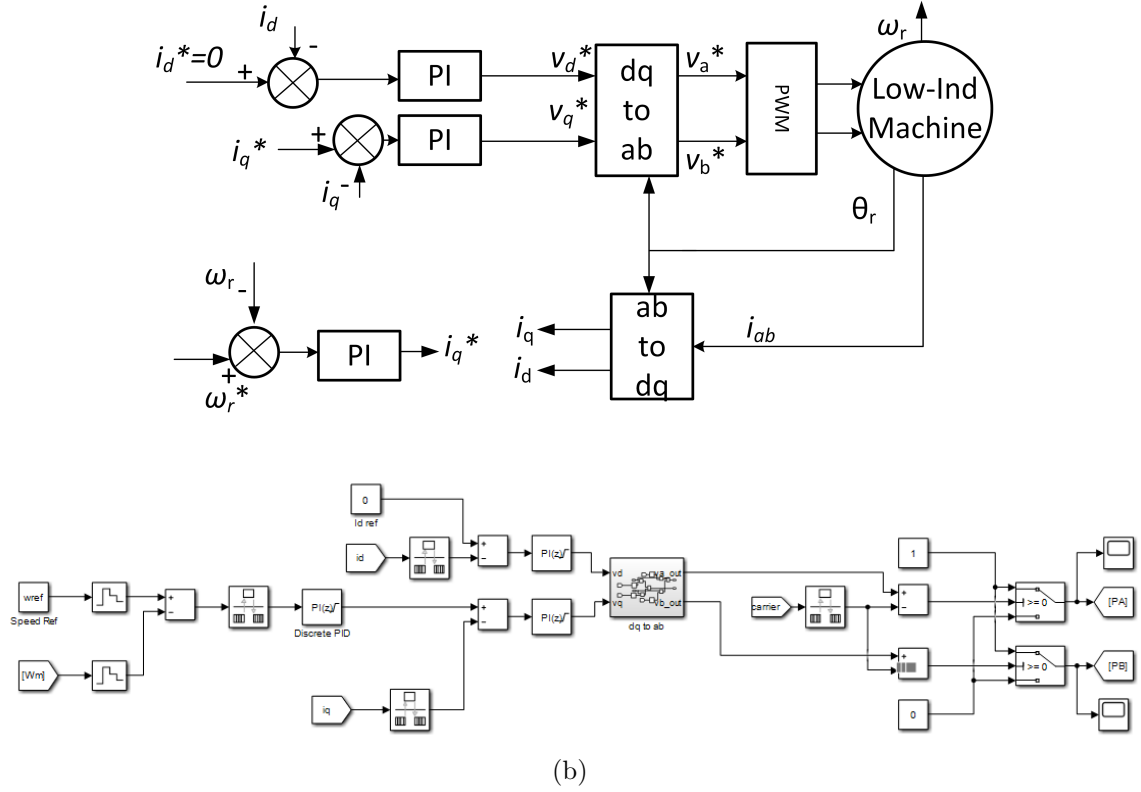 i_d
i_d*=0
+
-
PI
v_d*
dq
to
ab
v_a*
PWM
ω_r
Low-Ind
Machine
i_q*
+
i_q
-
PI
v_q*
v_b*
θ_r
ω_r
-
+
ω_r*
PI
i_q*
i_q
i_d
ab
to
dq
i_ab
0
Id ref
id
+
−
PI(z)
vd
va_out
vq
vb_out
dq to ab
wref
Speed Ref
+
−
PI(z)
Discrete PID
+
−
PI(z)
[Wm]
iq
carrier
1
+
−
>= 0
[PA]
+
>= 0
[PB]
0
(b)